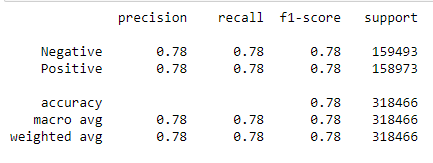 precision recall f1-score support
Negative 0.78 0.78 0.78 159493
Positive 0.78 0.78 0.78 158973
accuracy 0.78 318466
macro avg 0.78 0.78 0.78 318466
weighted avg 0.78 0.78 0.78 318466